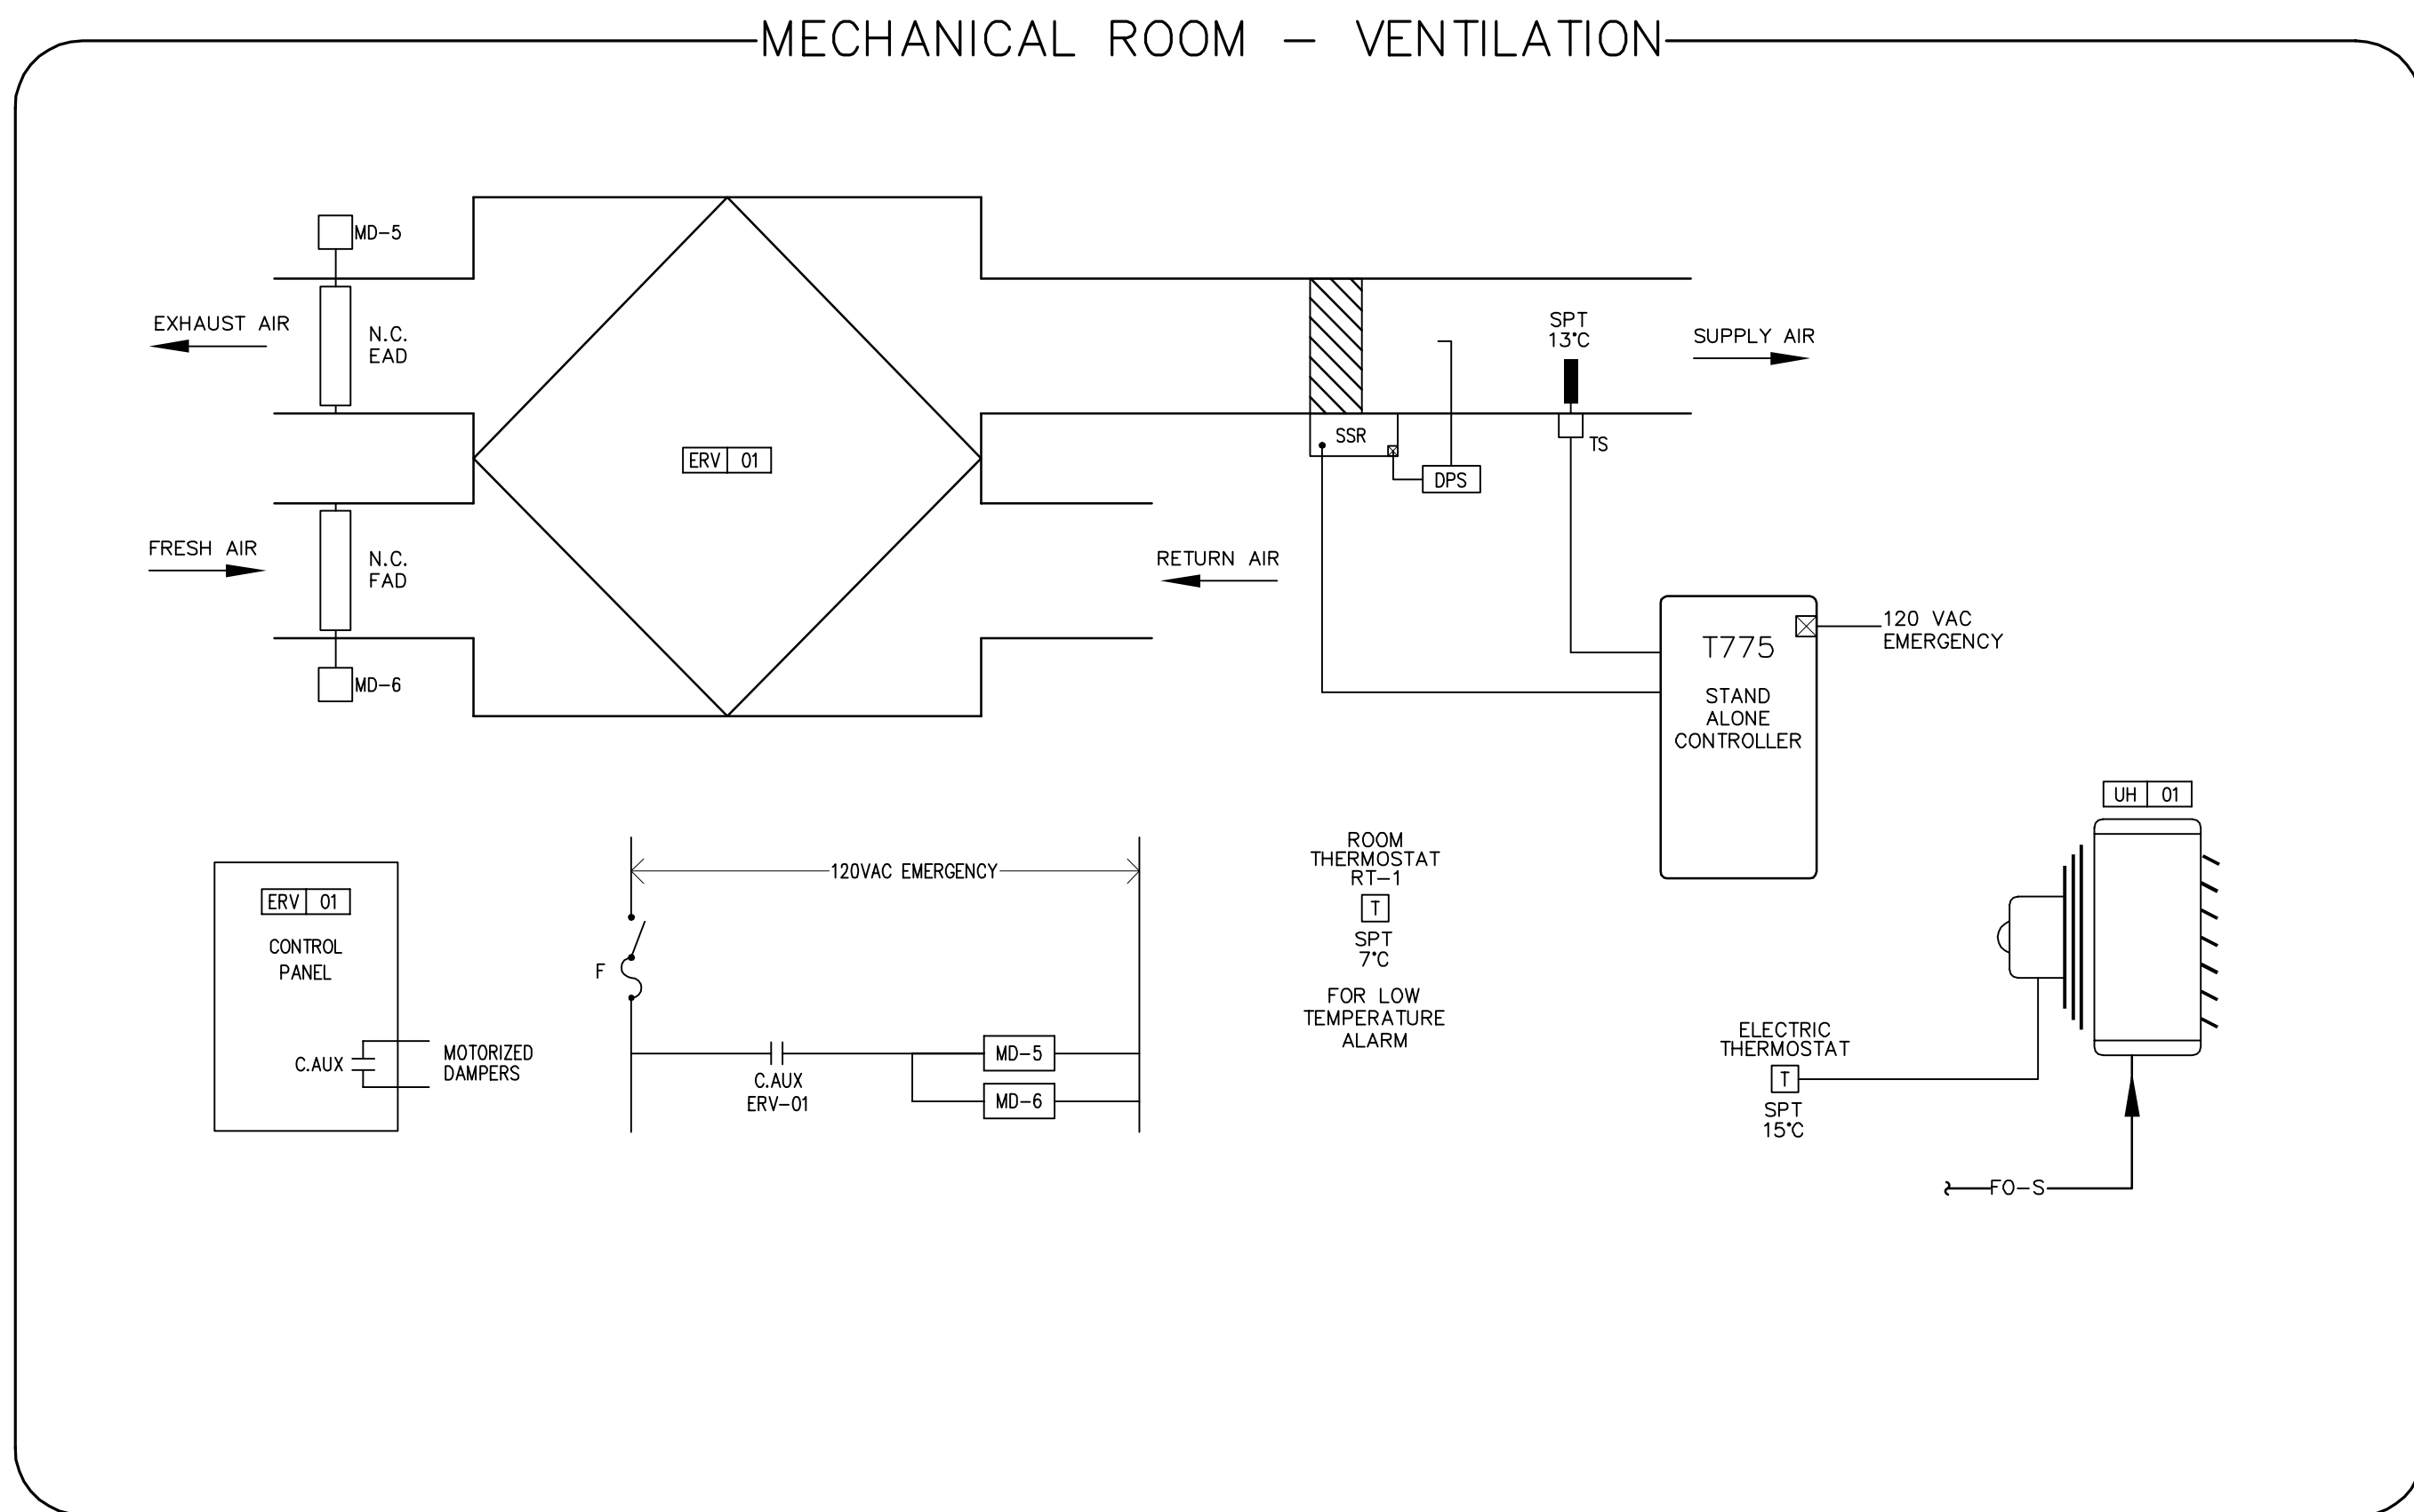 MECHANICAL ROOM - VENTILATION
MD-5
EXHAUST AIR
N.C.
EAD
SPT
13°C
SUPPLY AIR
SSR
TS
ERV 01
DPS
FRESH AIR
N.C.
FAD
RETURN AIR
MD-6
120 VAC
EMERGENCY
T775
STAND
ALONE
CONTROLLER
UH 01
ERV 01
CONTROL
PANEL
C.AUX
MOTORIZED
DAMPERS
120VAC EMERGENCY
F
C.AUX
ERV-01
MD-5
MD-6
ROOM
THERMOSTAT
RT-1
T
SPT
7°C
FOR LOW
TEMPERATURE
ALARM
ELECTRIC
THERMOSTAT
T
SPT
15°C
FO-S